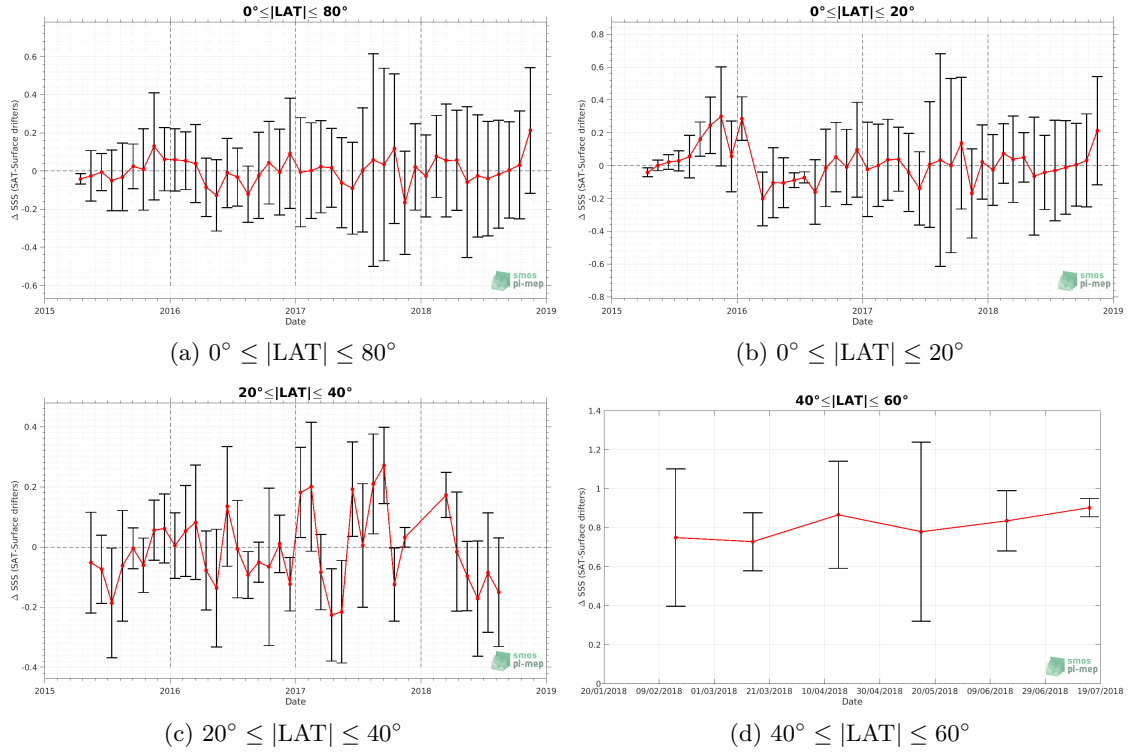 0°≤|LAT|≤ 80°
Δ SSS (SAT-Surface drifters)
0.6
0.4
0.2
0
-0.2
-0.4
-0.6
2015 2016 2017 2018 2019
Date
smos
pi-mep
(a) 0° ≤ |LAT| ≤ 80°
0°≤|LAT|≤ 20°
Δ SSS (SAT-Surface drifters)
0.8
0.6
0.4
0.2
0
-0.2
-0.4
-0.6
-0.8
2015 2016 2017 2018 2019
Date
smos
pi-mep
(b) 0° ≤ |LAT| ≤ 20°
20°≤|LAT|≤ 40°
Δ SSS (SAT-Surface drifters)
0.4
0.2
0
-0.2
-0.4
2015 2016 2017 2018 2019
Date
smos
pi-mep
(c) 20° ≤ |LAT| ≤ 40°
40°≤|LAT|≤ 60°
Δ SSS (SAT-Surface drifters)
1.4
1.2
1
0.8
0.6
0.4
0.2
0
20/01/2018 09/02/2018 01/03/2018 21/03/2018 10/04/2018 30/04/2018 20/05/2018 09/06/2018 29/06/2018 19/07/2018
Date
smos
pi-mep
(d) 40° ≤ |LAT| ≤ 60°